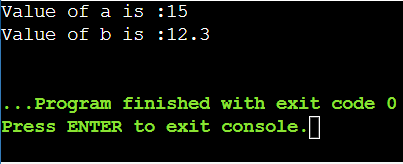 Value of a is :15
Value of b is :12.3
...Program finished with exit code 0
Press ENTER to exit console.